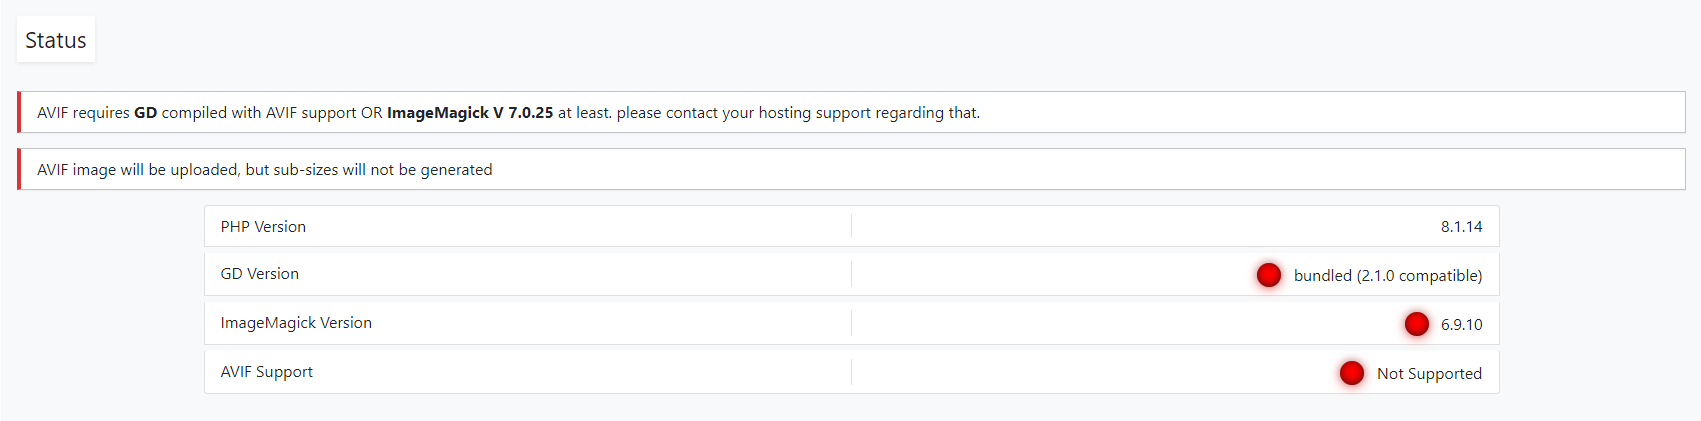 Status
AVIF requires GD compiled with AVIF support OR ImageMagick V 7.0.25 at least. please contact your hosting support regarding that.
AVIF image will be uploaded, but sub-sizes will not be generated
PHP Version 8.1.14
GD Version bundled (2.1.0 compatible)
ImageMagick Version 6.9.10
AVIF Support Not Supported